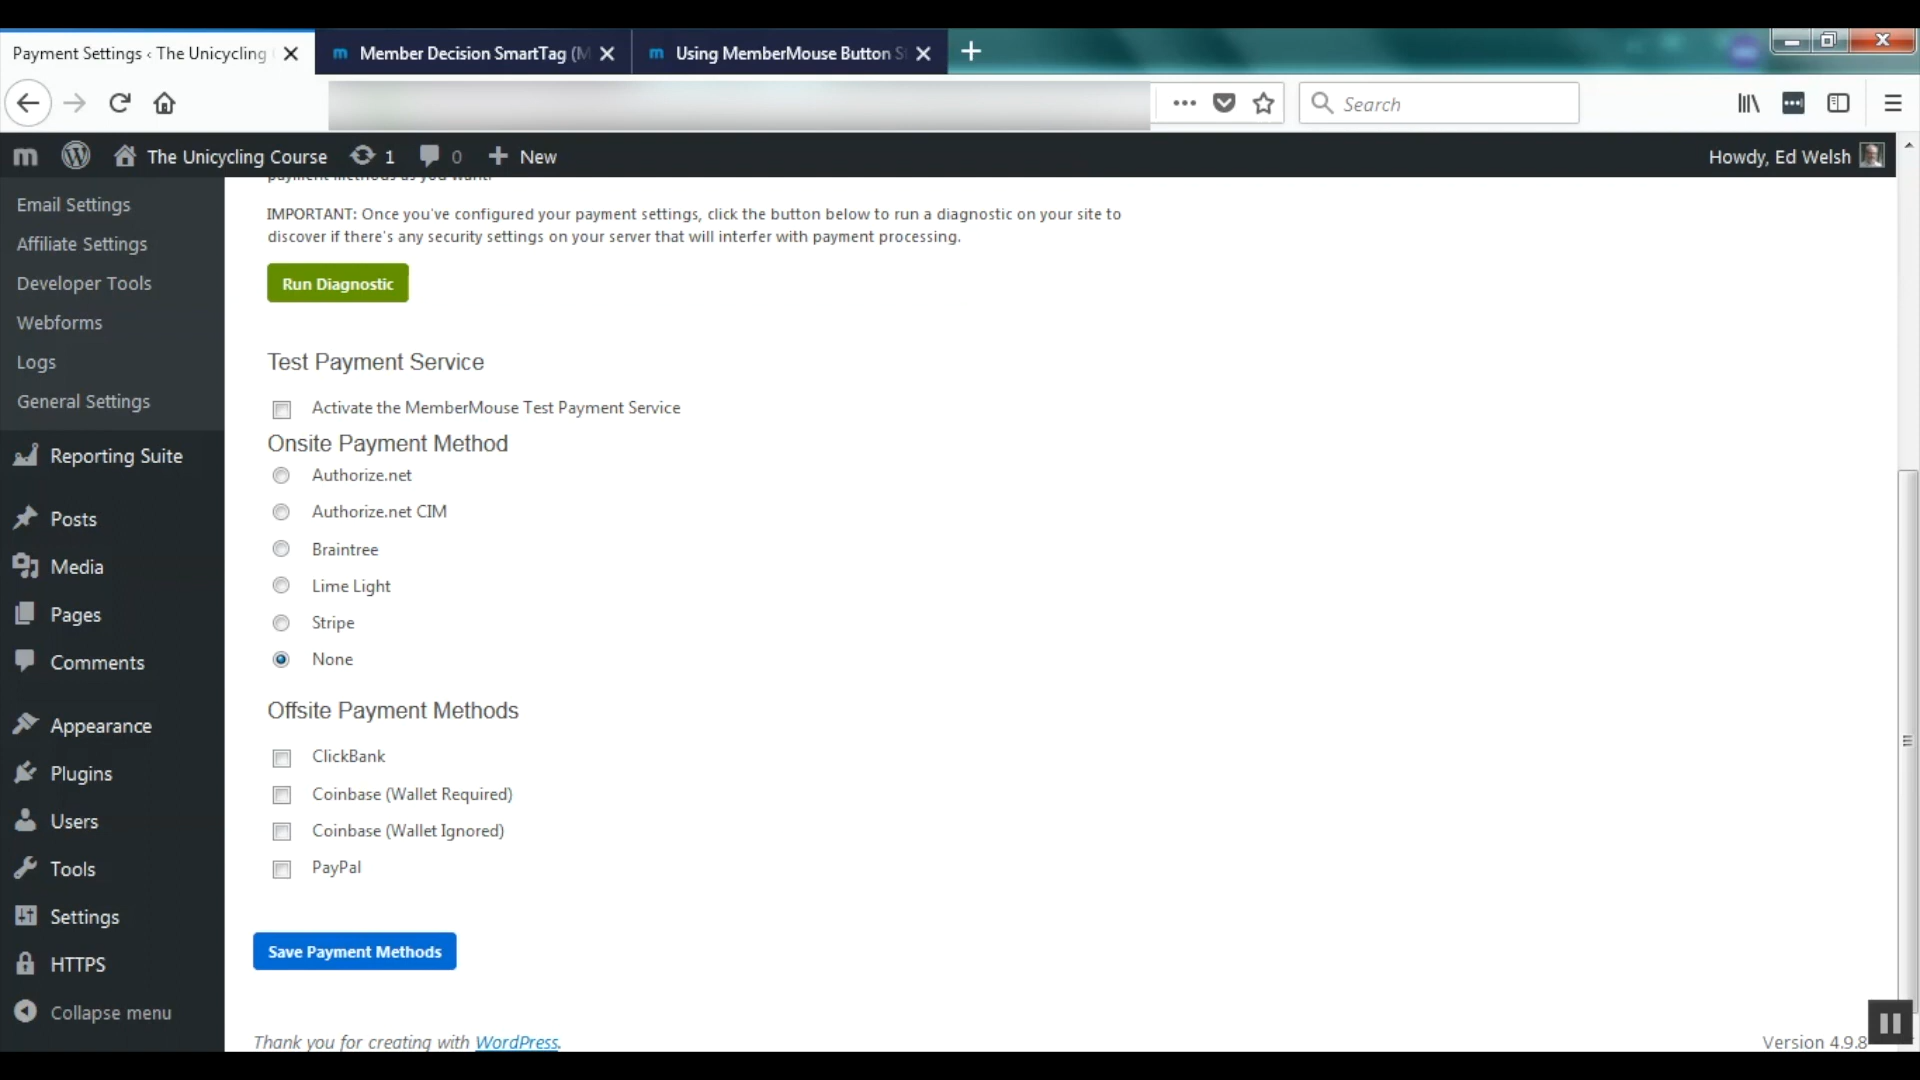 Payment Settings ‹ The Unicycling
Member Decision SmartTag (M
Using MemberMouse Button S
Search
The Unicycling Course
1
0
New
Howdy, Ed Welsh
payment methods as you want.
Email Settings
Affiliate Settings
Developer Tools
Webforms
Logs
General Settings
Reporting Suite
Posts
Media
Pages
Comments
Appearance
Plugins
Users
Tools
Settings
HTTPS
Collapse menu
IMPORTANT: Once you've configured your payment settings, click the button below to run a diagnostic on your site to
discover if there's any security settings on your server that will interfer with payment processing.
Run Diagnostic
Test Payment Service
Activate the MemberMouse Test Payment Service
Onsite Payment Method
Authorize.net
Authorize.net CIM
Braintree
Lime Light
Stripe
None
Offsite Payment Methods
ClickBank
Coinbase (Wallet Required)
Coinbase (Wallet Ignored)
PayPal
Save Payment Methods
Thank you for creating with WordPress.
Version 4.9.8